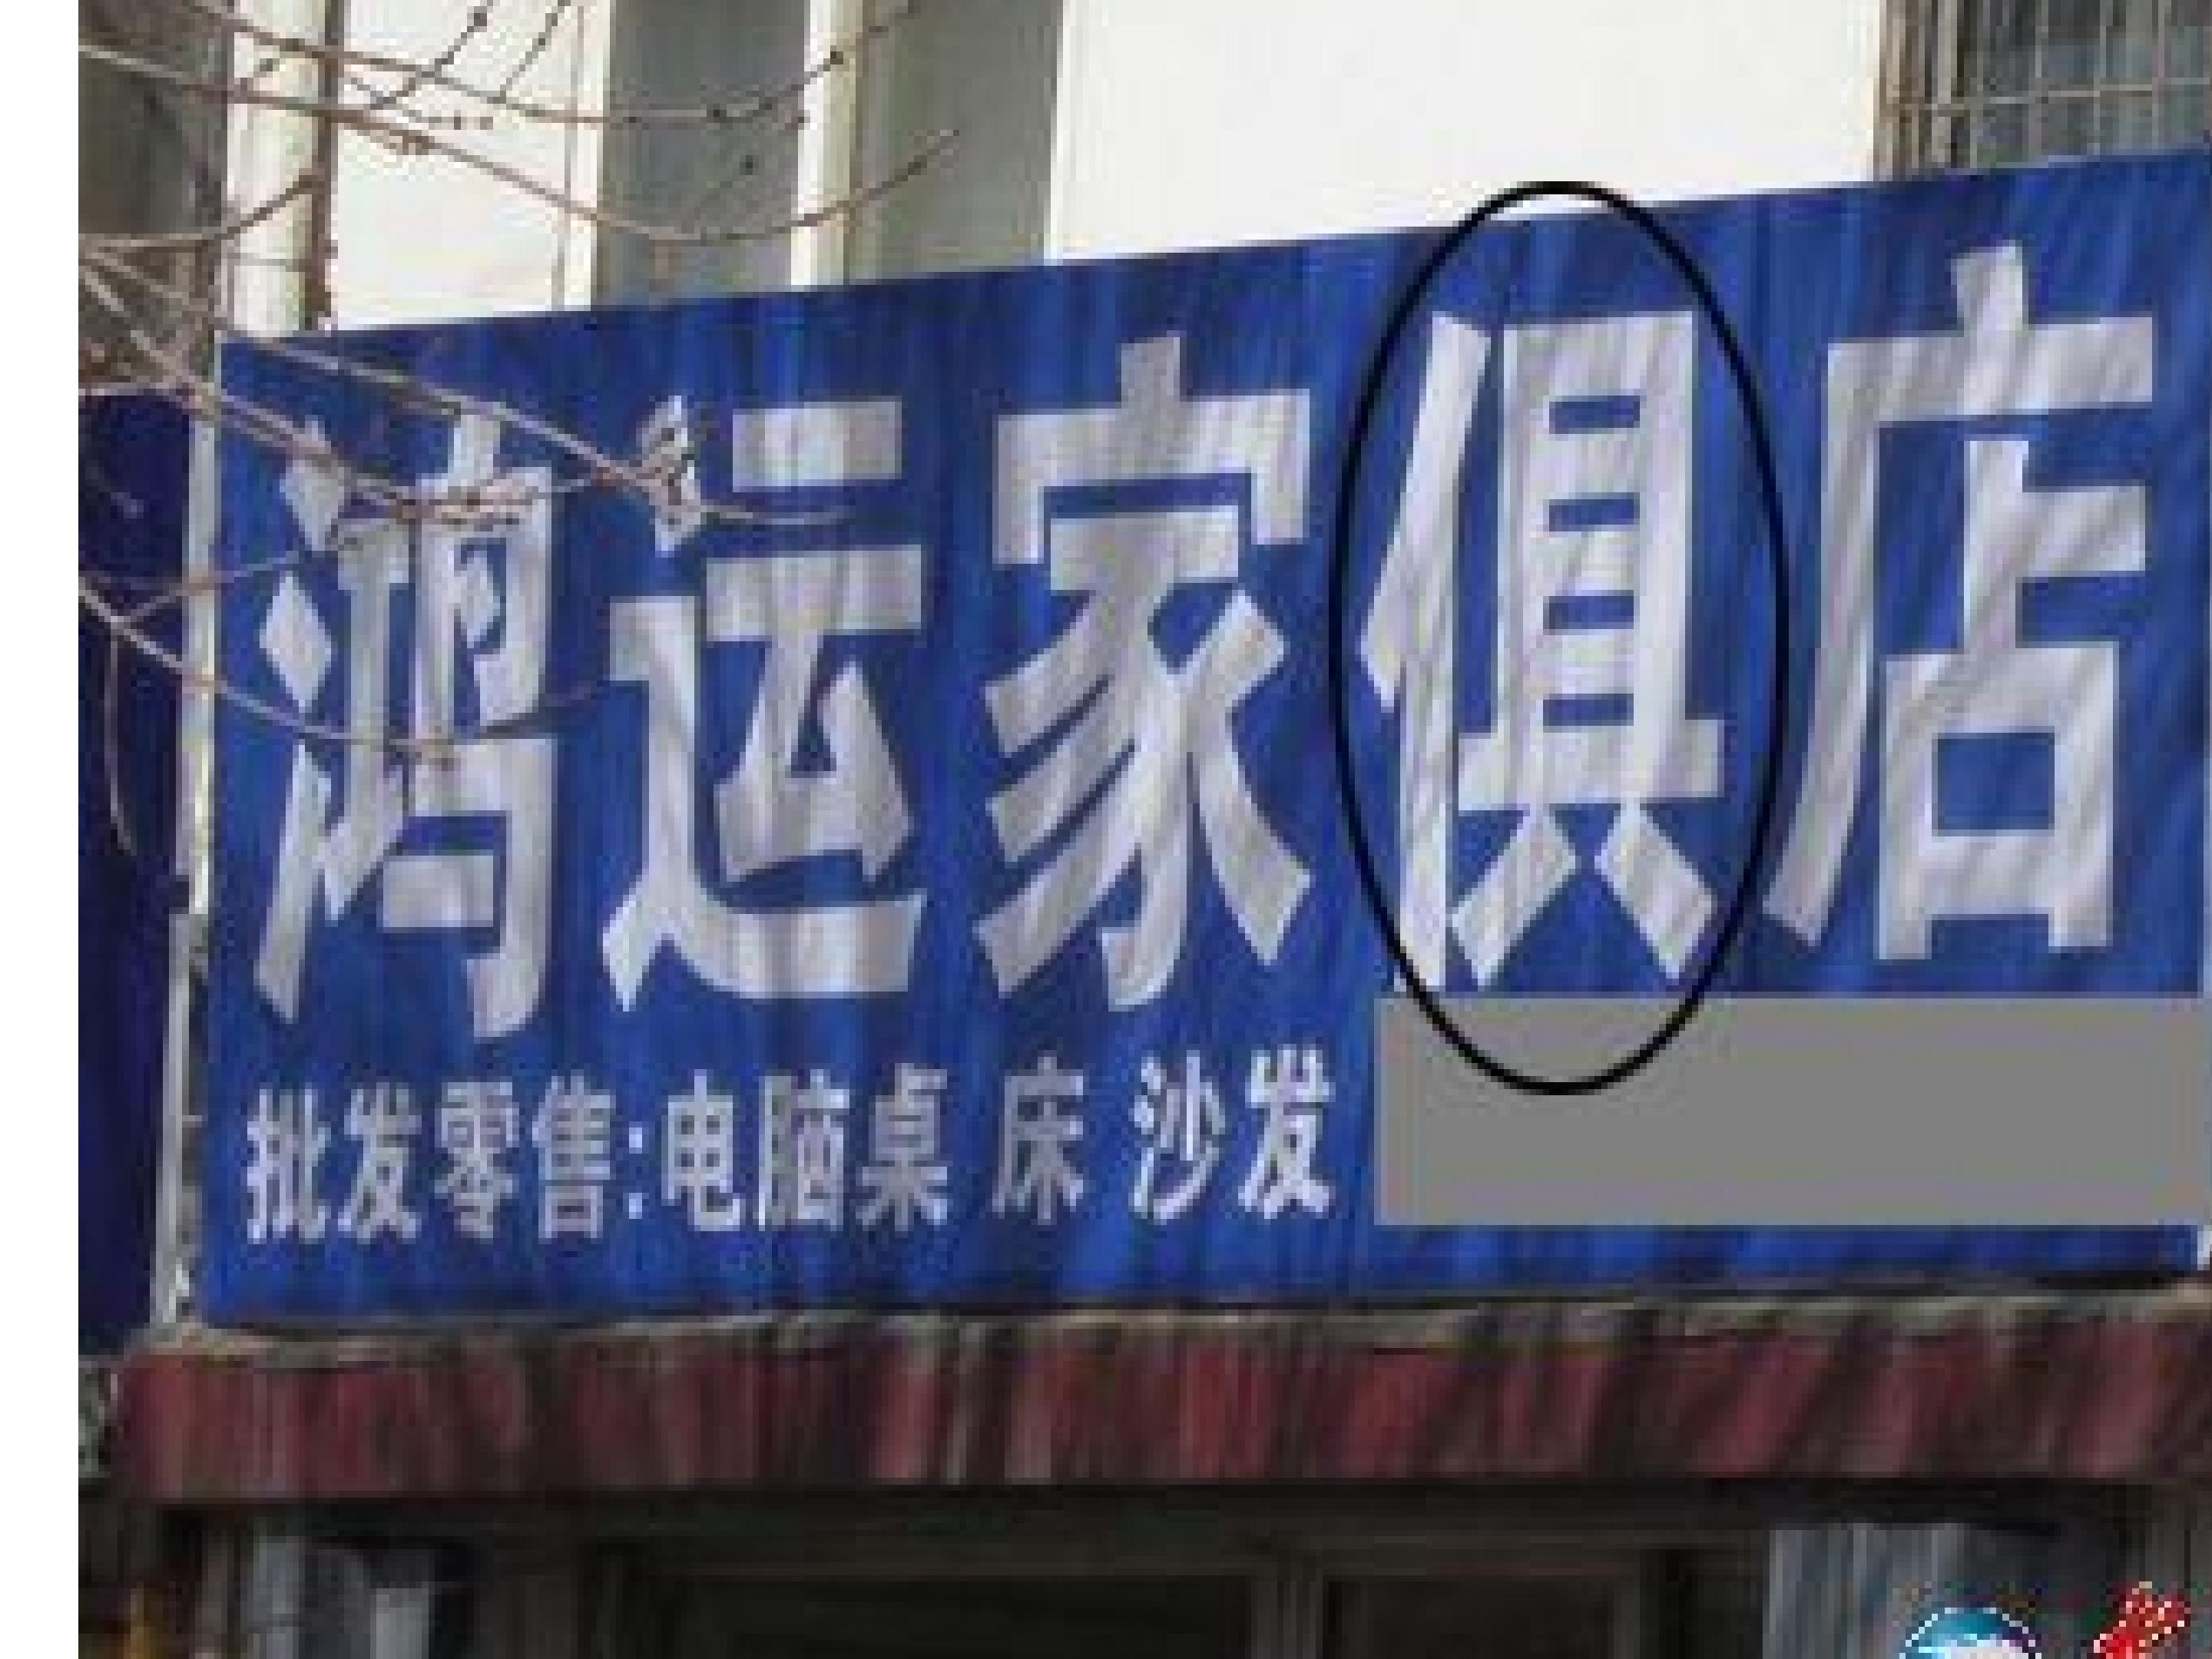 鸿运家俱店
批发零售:电脑桌 床 沙发